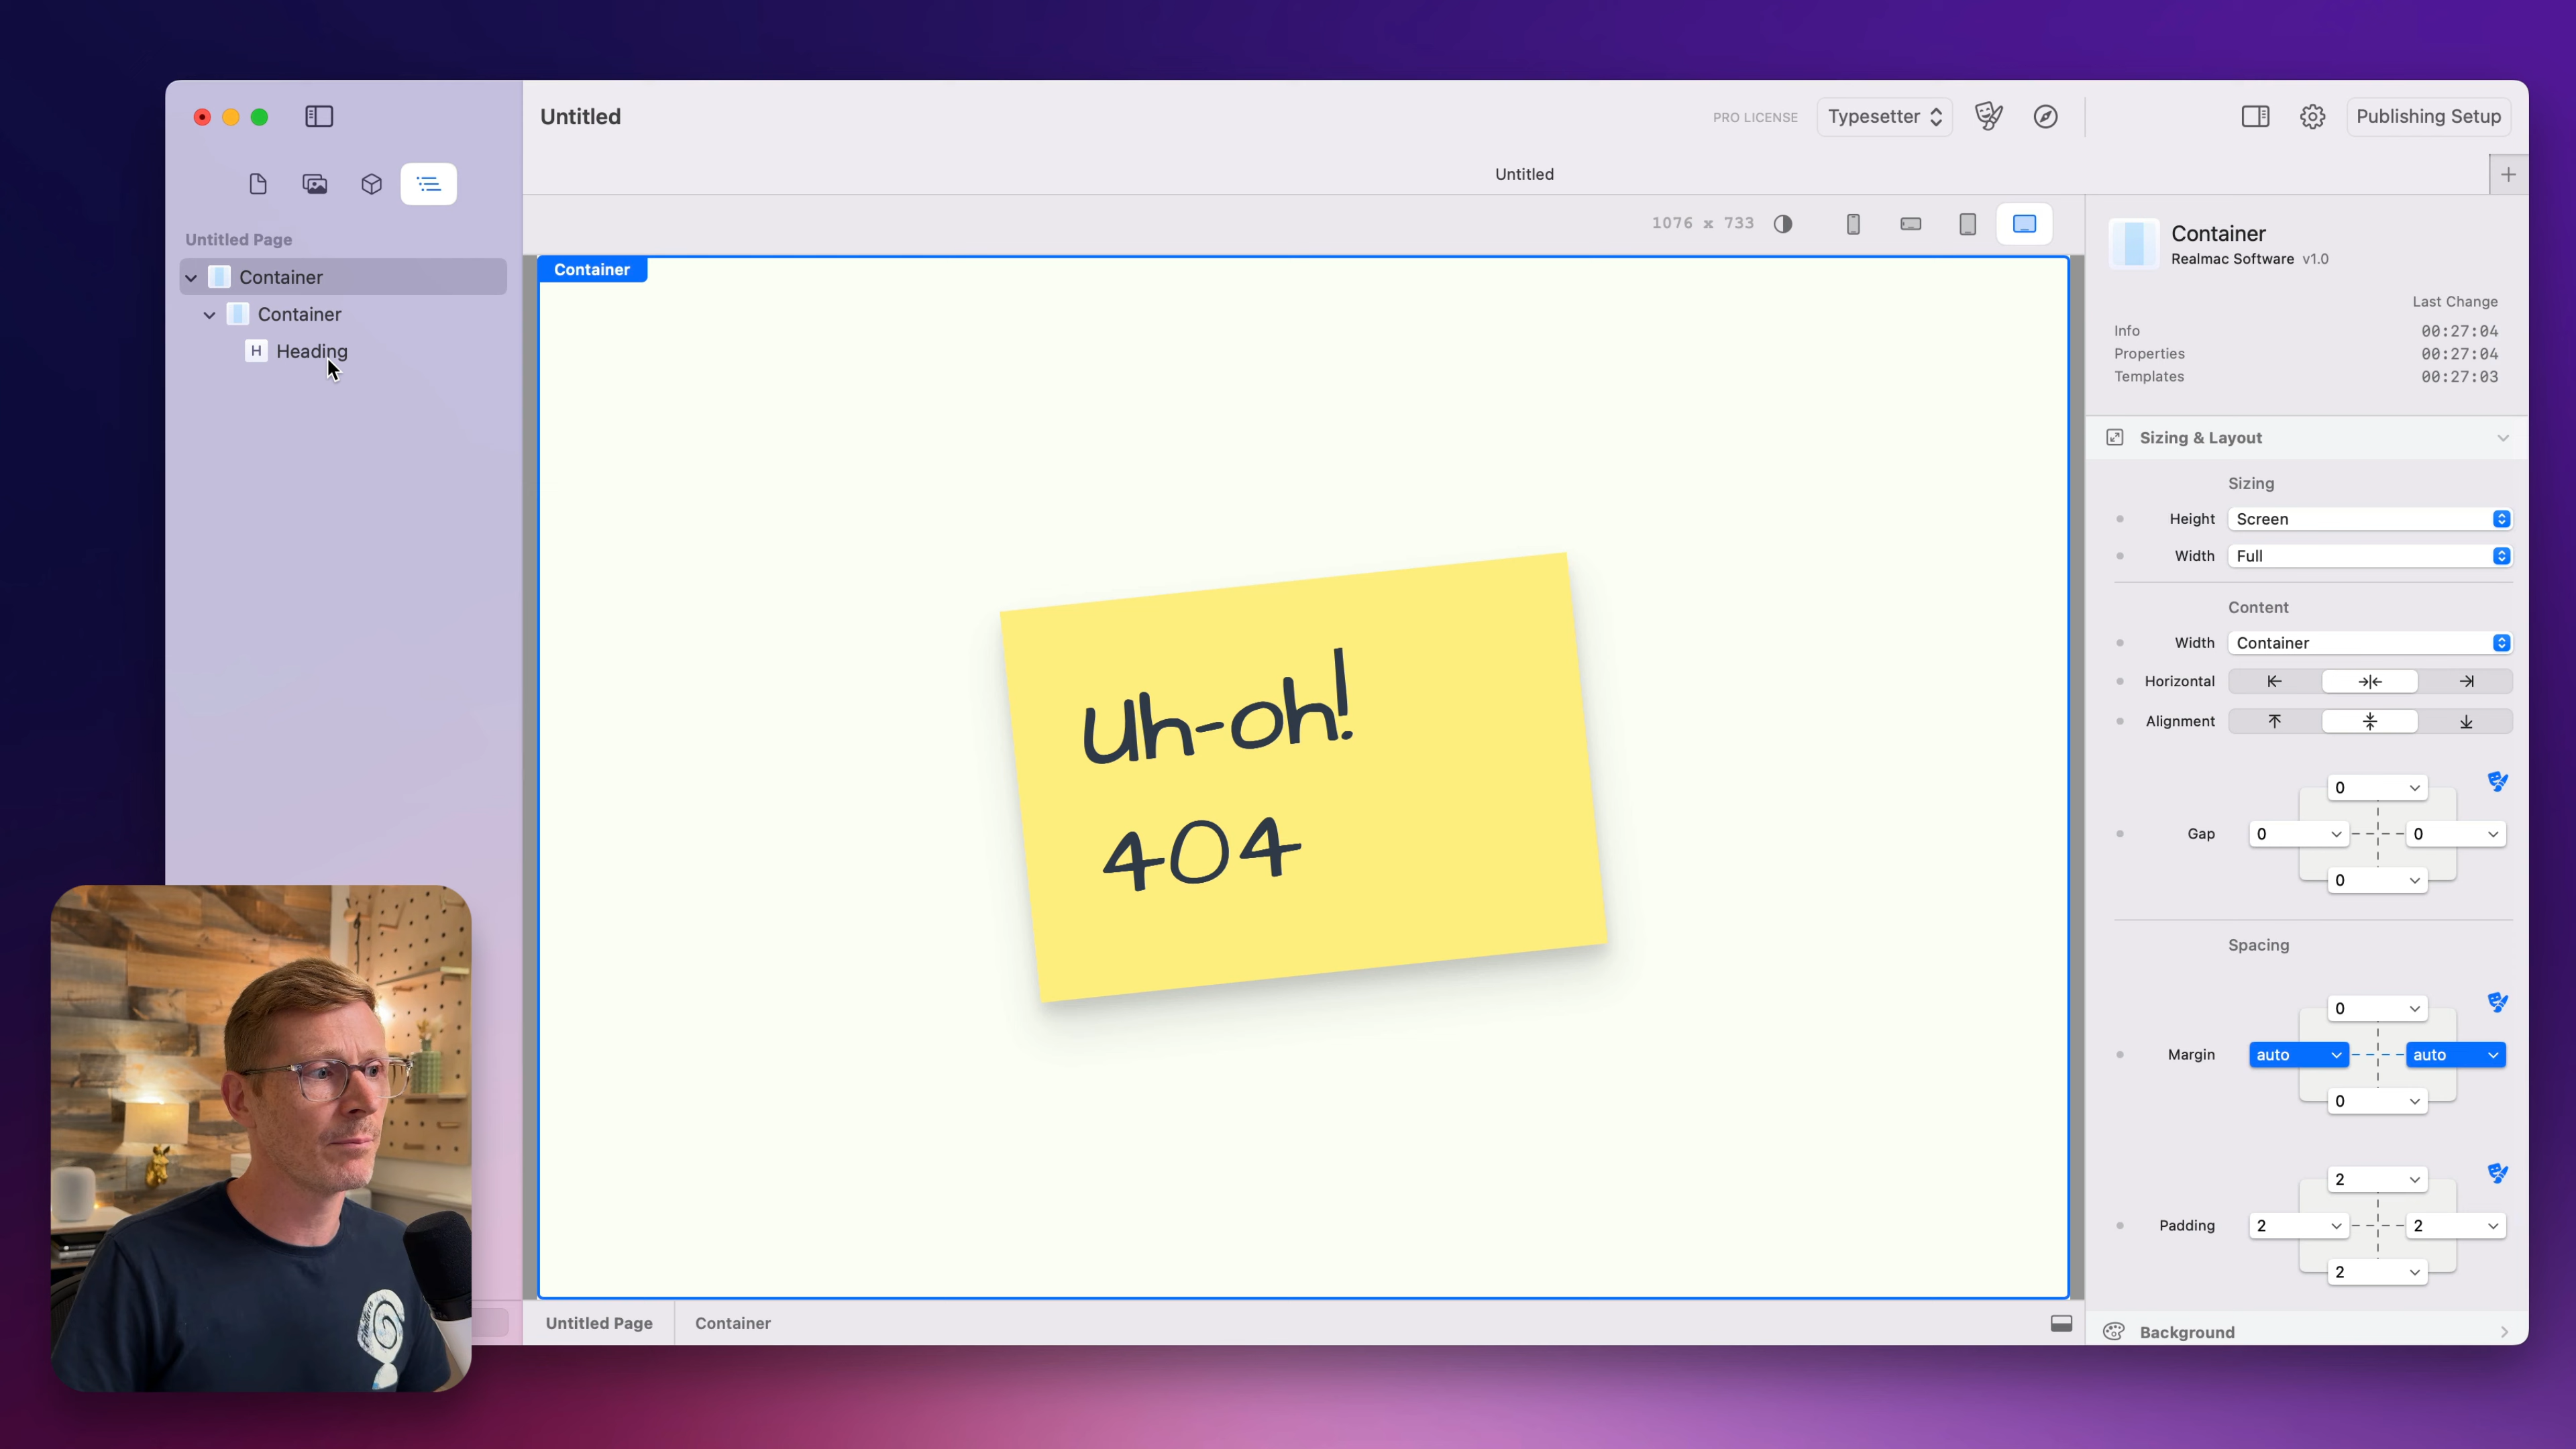 Untitled
PRO LICENSE
Typesetter
Publishing Setup
Untitled
1076 x 733
Untitled Page
Container
Container
H Heading
Container
Uh-oh!
404
Untitled Page
Container
Container
Realmac Software v1.0
Last Change
Info 00:27:04
Properties 00:27:04
Templates 00:27:03
Sizing & Layout
Sizing
Height Screen
Width Full
Content
Width Container
Horizontal
Alignment
0
Gap 0 0
0
Spacing
0
Margin auto auto
0
2
Padding 2 2
2
Background